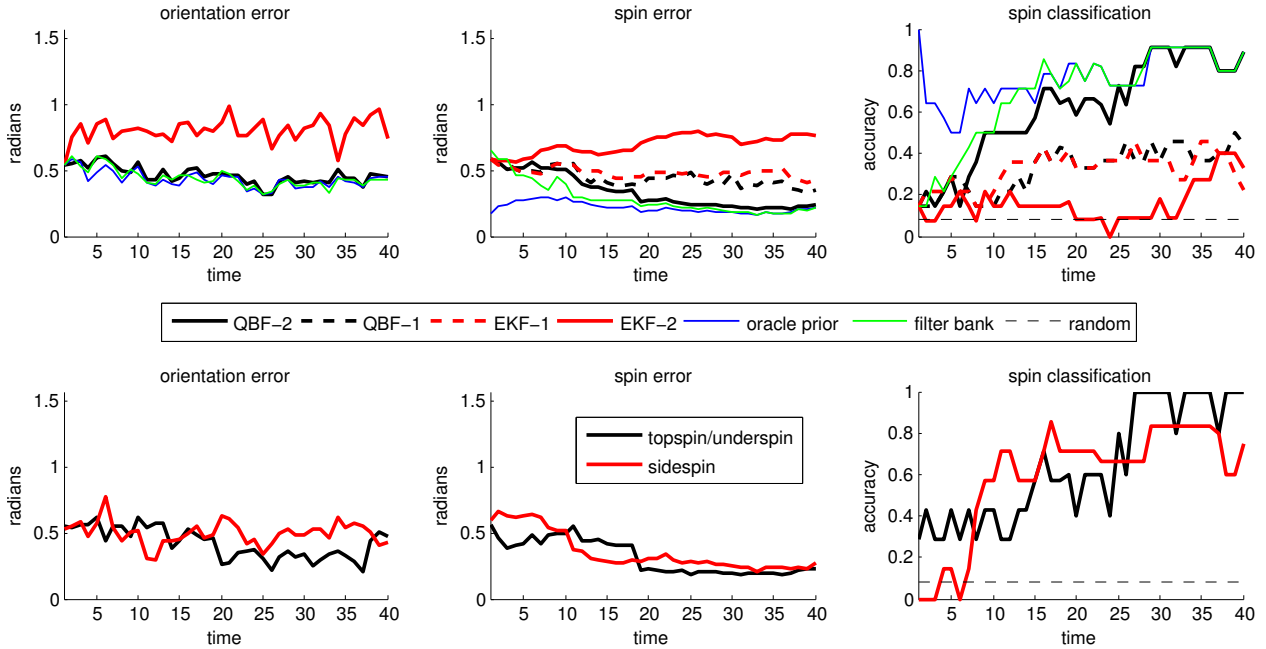 orientation error
spin error
spin classification
1.5
1
0.5
0
radians
5 10 15 20 25 30 35 40
time
1.5
1
0.5
0
radians
5 10 15 20 25 30 35 40
time
1
0.8
0.6
0.4
0.2
0
accuracy
5 10 15 20 25 30 35 40
time
QBF-2 QBF-1 EKF-1 EKF-2 oracle prior filter bank random
orientation error
spin error
spin classification
1.5
1
0.5
0
radians
5 10 15 20 25 30 35 40
time
1.5
1
0.5
0
radians
topspin/underspin
sidespin
5 10 15 20 25 30 35 40
time
1
0.8
0.6
0.4
0.2
0
accuracy
5 10 15 20 25 30 35 40
time